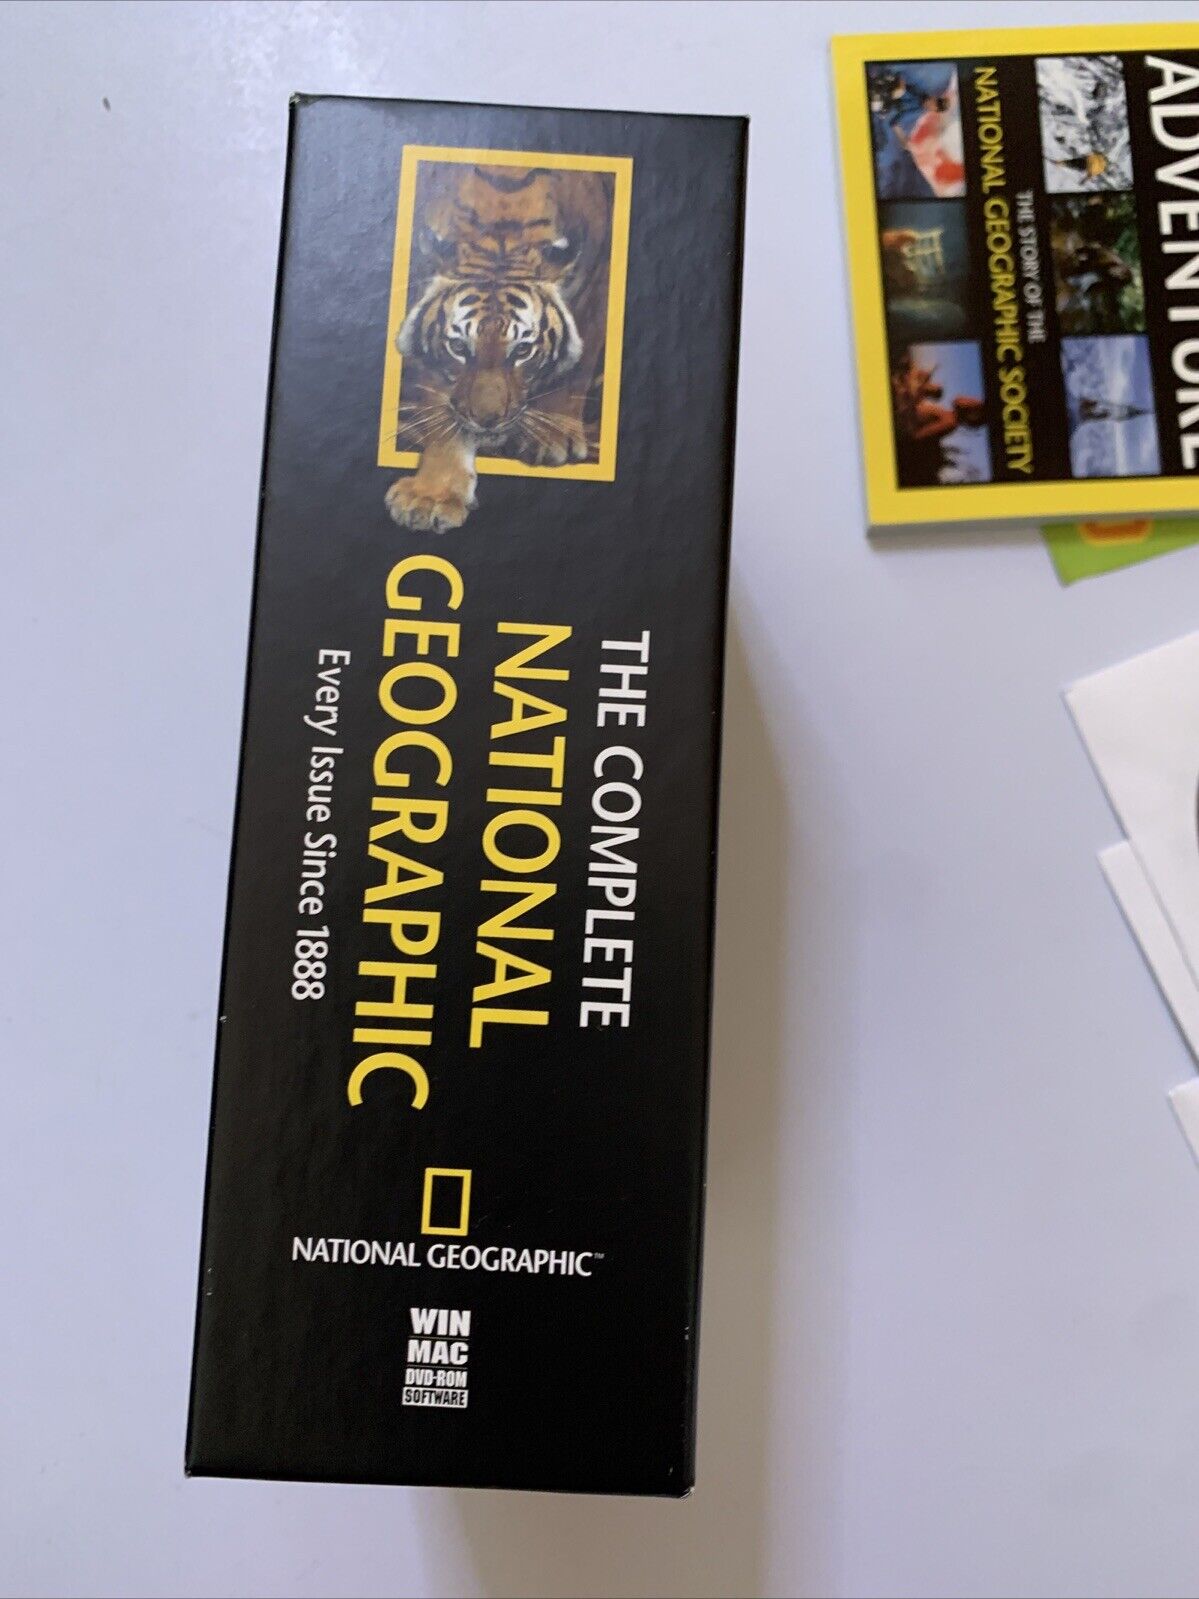 THE COMPLETE
NATIONAL
GEOGRAPHIC
Every Issue Since 1888
NATIONAL GEOGRAPHIC™
WIN
MAC
DVD-ROM
SOFTWARE
ADVENTURE
THE STORY OF THE
NATIONAL GEOGRAPHIC SOCIETY